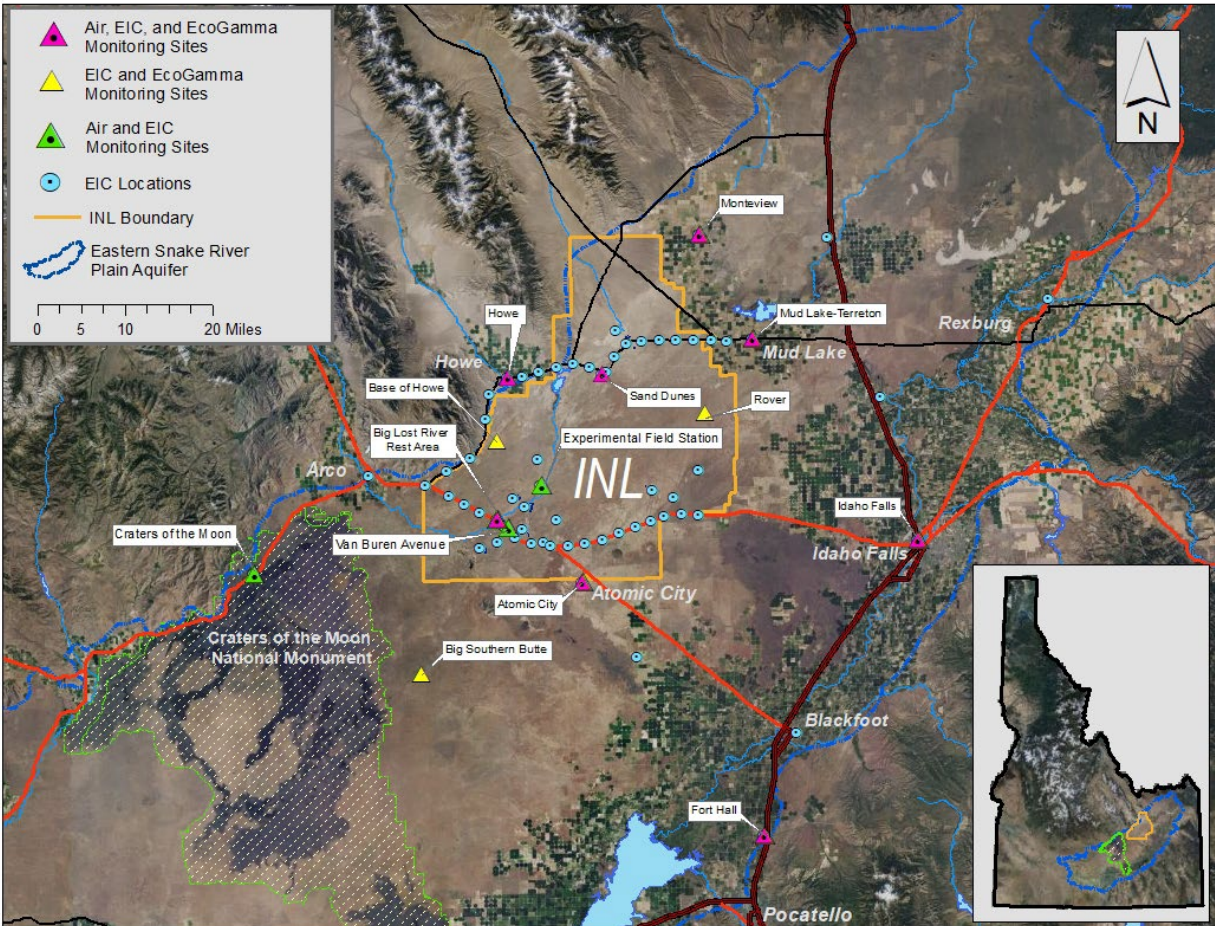 Air, EIC, and EcoGamma
Monitoring Sites
EIC and EcoGamma
Monitoring Sites
Air and EIC
Monitoring Sites
EIC Locations
INL Boundary
Eastern Snake River
Plain Aquifer
0 5 10 20 Miles
N
Monteview
Howe
Mud Lake-Terreton
Rexburg
Howe
Mud Lake
Base of Howe
Sand Dunes
Rover
Big Lost River
Rest Area
Experimental Field Station
Arco
INL
Craters of the Moon
Van Buren Avenue
Idaho Falls
Idaho Falls
Atomic City
Atomic City
Craters of the Moon
National Monument
Big Southern Butte
Blackfoot
Fort Hall
Pocatello